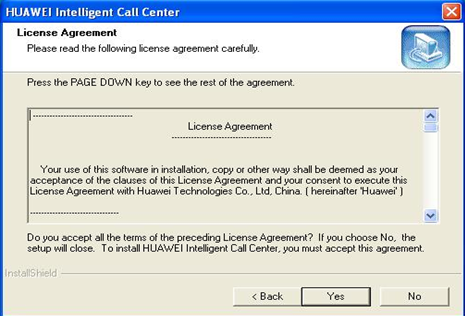 HUAWEI Intelligent Call Center
License Agreement
Please read the following license agreement carefully.
Press the PAGE DOWN key to see the rest of the agreement.
------------------------------------
License Agreement
------------------------------------
Your use of this software in installation, copy or other way shall be deemed as your
acceptance of the clauses of this License Agreement and your consent to execute this
License Agreement with Huawei Technologies Co., Ltd, China. ( hereinafter 'Huawei' )
--------------------------------
Do you accept all the terms of the preceding License Agreement? If you choose No, the
setup will close. To install HUAWEI Intelligent Call Center, you must accept this agreement.
InstallShield
< Back Yes No